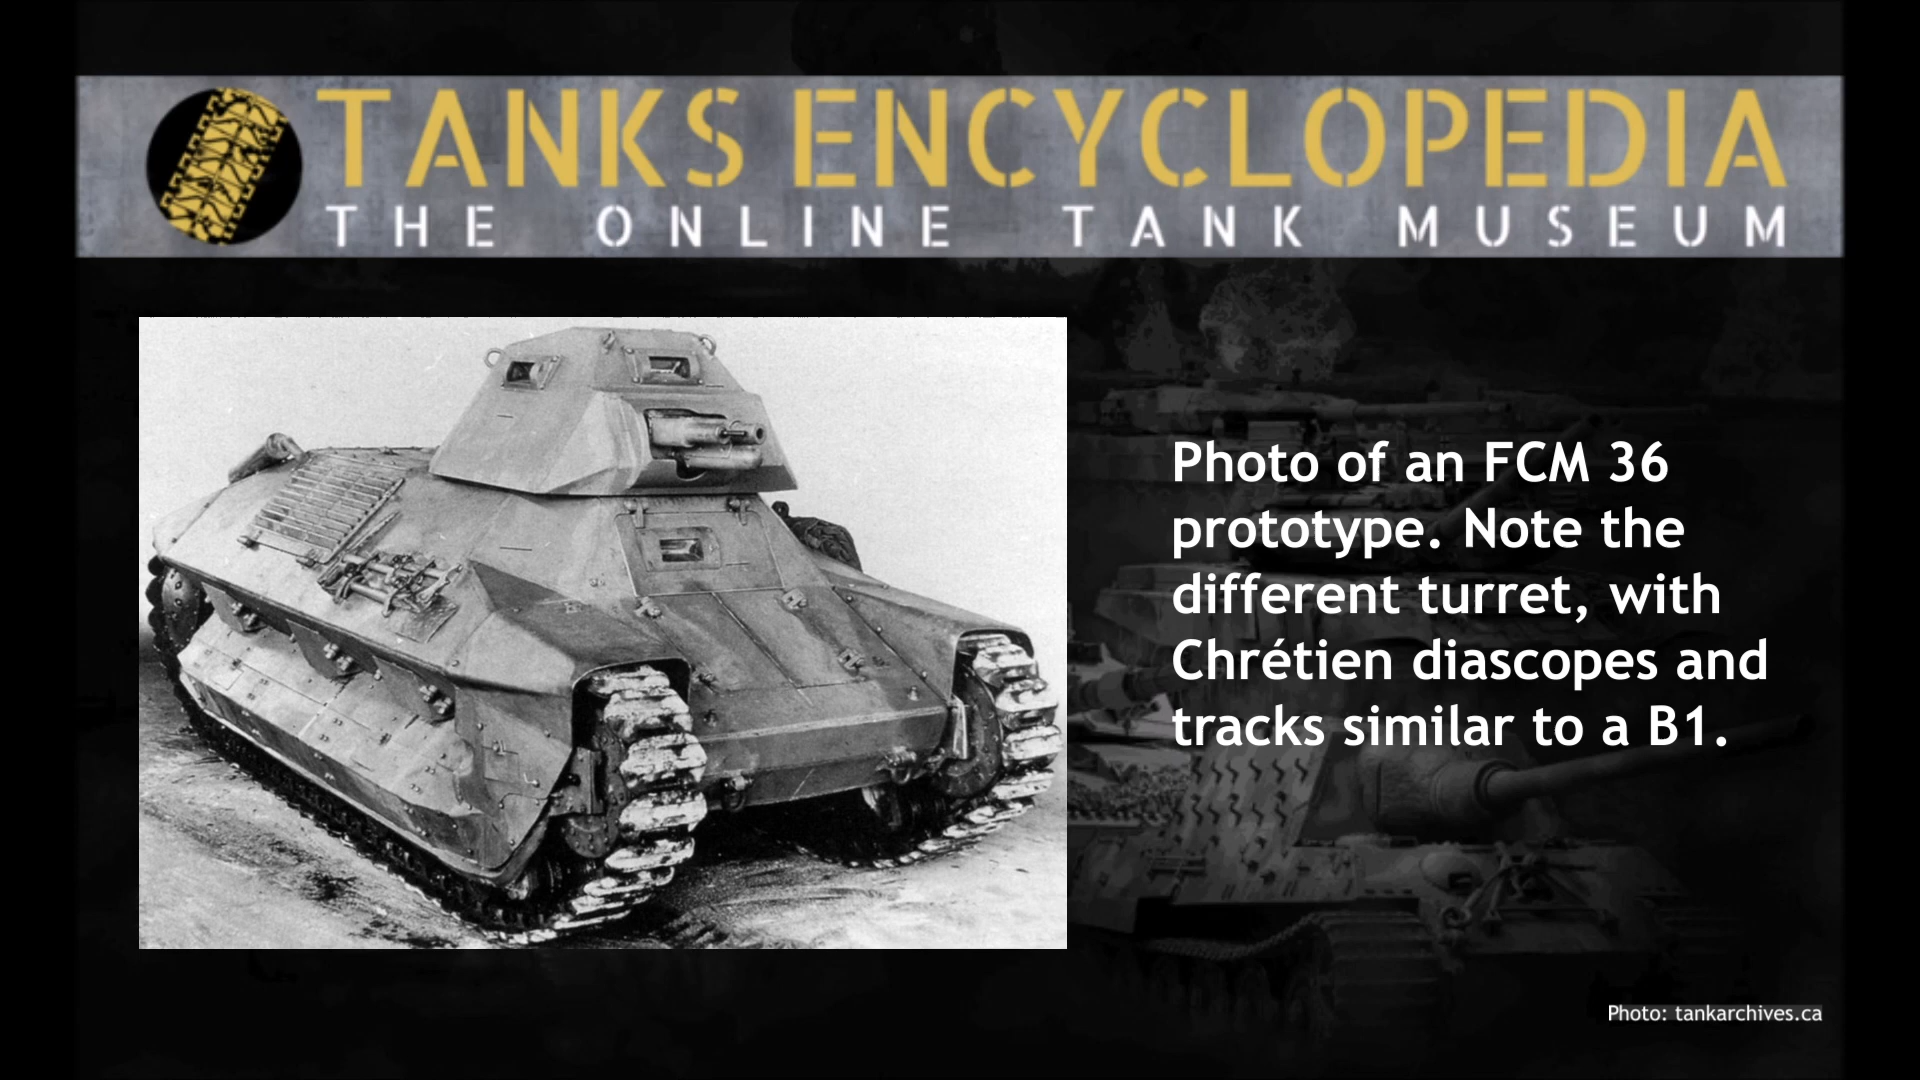 TANKS ENCYCLOPEDIA
THE ONLINE TANK MUSEUM
Photo of an FCM 36
prototype. Note the
different turret, with
Chrétien diascopes and
tracks similar to a B1.
Photo: tankarchives.ca